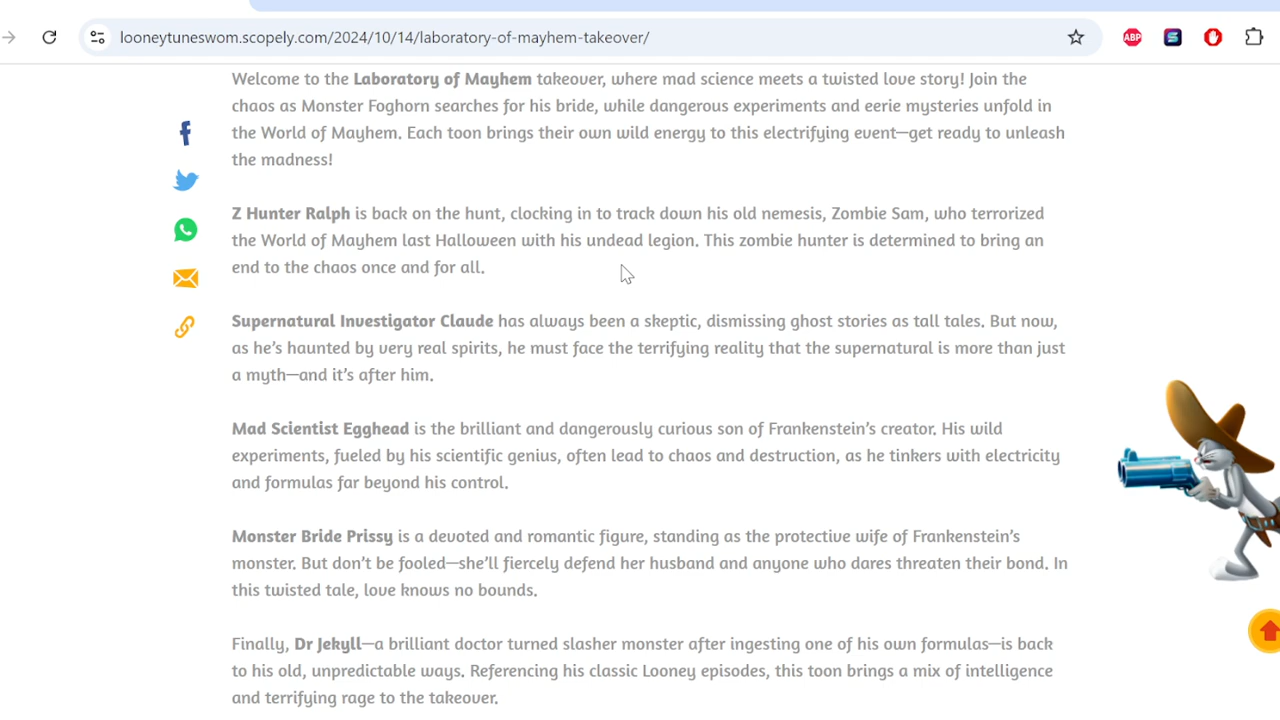 looneytuneswom.scopely.com/2024/10/14/laboratory-of-mayhem-takeover/
ABP
S
Welcome to the Laboratory of Mayhem takeover, where mad science meets a twisted love story! Join the
chaos as Monster Foghorn searches for his bride, while dangerous experiments and eerie mysteries unfold in
the World of Mayhem. Each toon brings their own wild energy to this electrifying event—get ready to unleash
the madness!
Z Hunter Ralph is back on the hunt, clocking in to track down his old nemesis, Zombie Sam, who terrorized
the World of Mayhem last Halloween with his undead legion. This zombie hunter is determined to bring an
end to the chaos once and for all.
Supernatural Investigator Claude has always been a skeptic, dismissing ghost stories as tall tales. But now,
as he’s haunted by very real spirits, he must face the terrifying reality that the supernatural is more than just
a myth—and it’s after him.
Mad Scientist Egghead is the brilliant and dangerously curious son of Frankenstein’s creator. His wild
experiments, fueled by his scientific genius, often lead to chaos and destruction, as he tinkers with electricity
and formulas far beyond his control.
Monster Bride Prissy is a devoted and romantic figure, standing as the protective wife of Frankenstein’s
monster. But don’t be fooled—she’ll fiercely defend her husband and anyone who dares threaten their bond. In
this twisted tale, love knows no bounds.
Finally, Dr Jekyll—a brilliant doctor turned slasher monster after ingesting one of his own formulas—is back
to his old, unpredictable ways. Referencing his classic Looney episodes, this toon brings a mix of intelligence
and terrifying rage to the takeover.